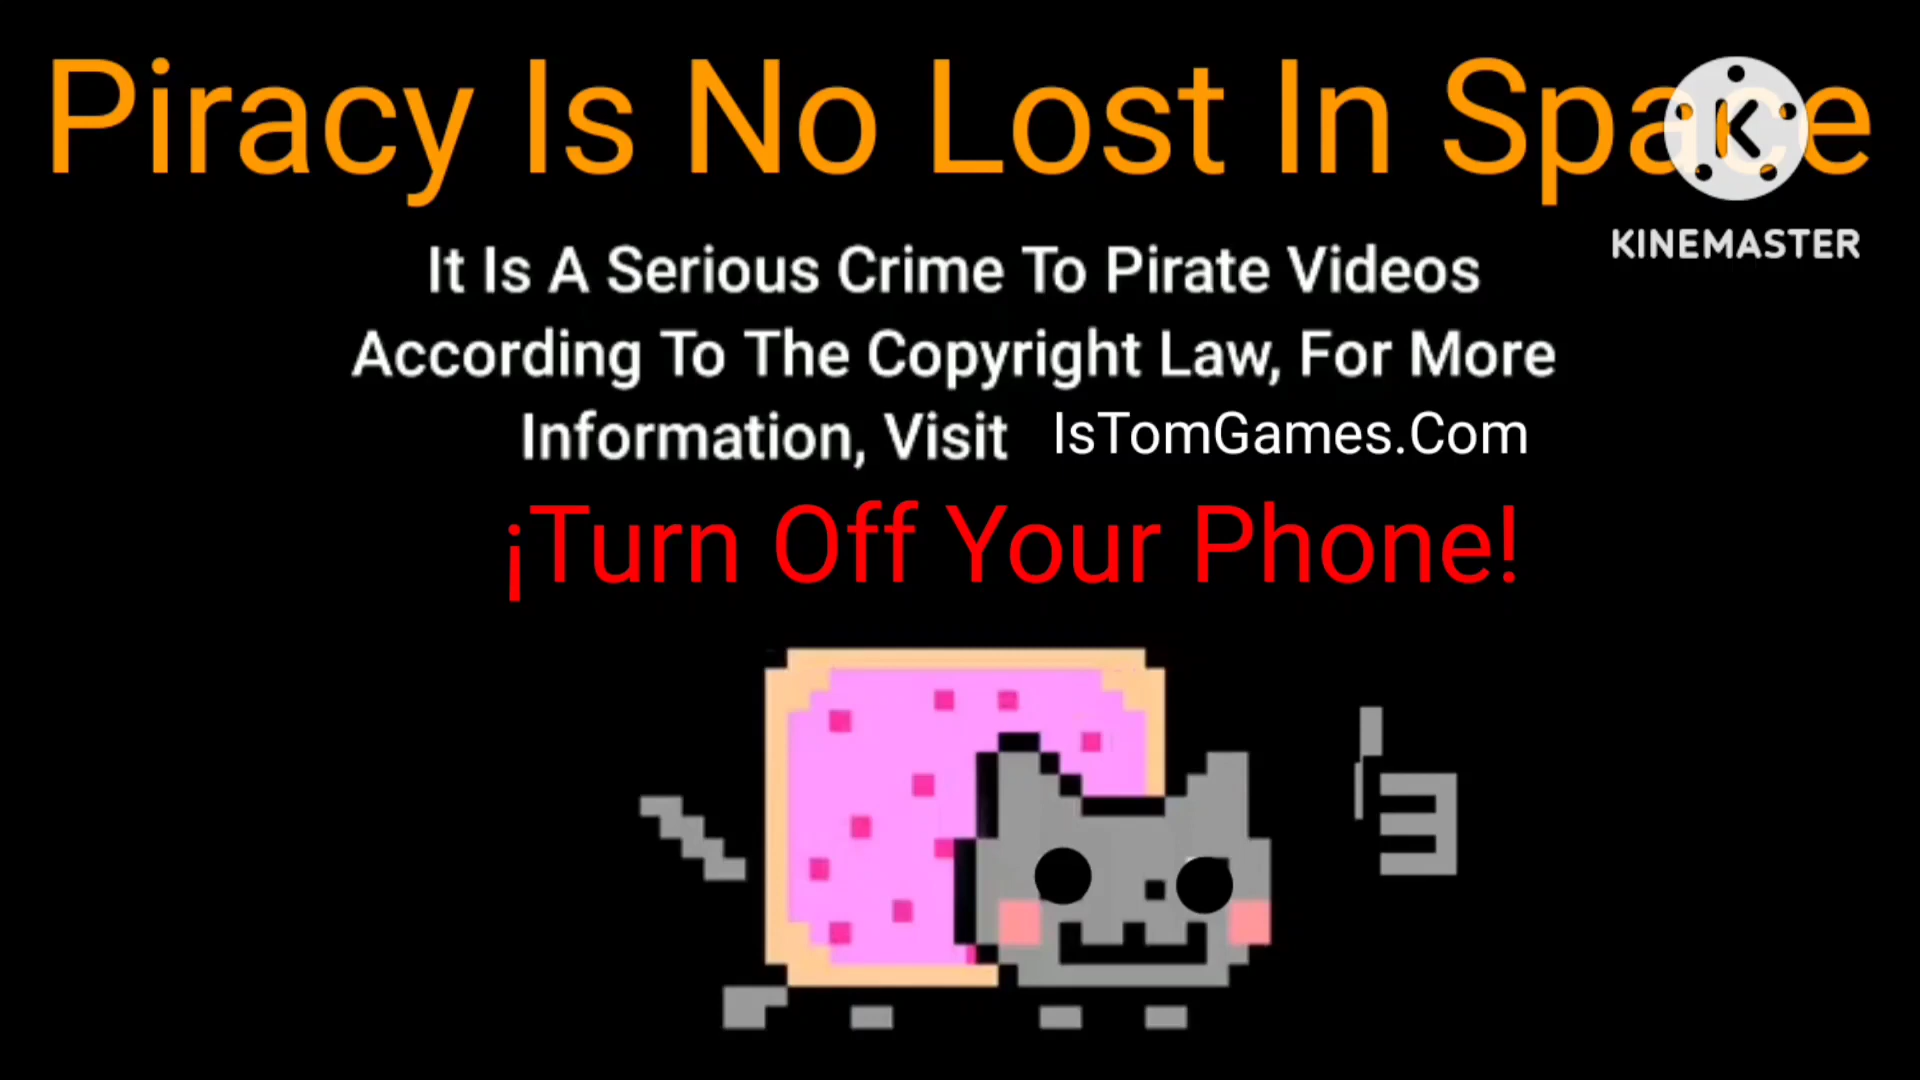 Piracy Is No Lost In Space
K
KINEMASTER
It Is A Serious Crime To Pirate Videos
According To The Copyright Law, For More
Information, Visit IsTomGames.Com
¡Turn Off Your Phone!